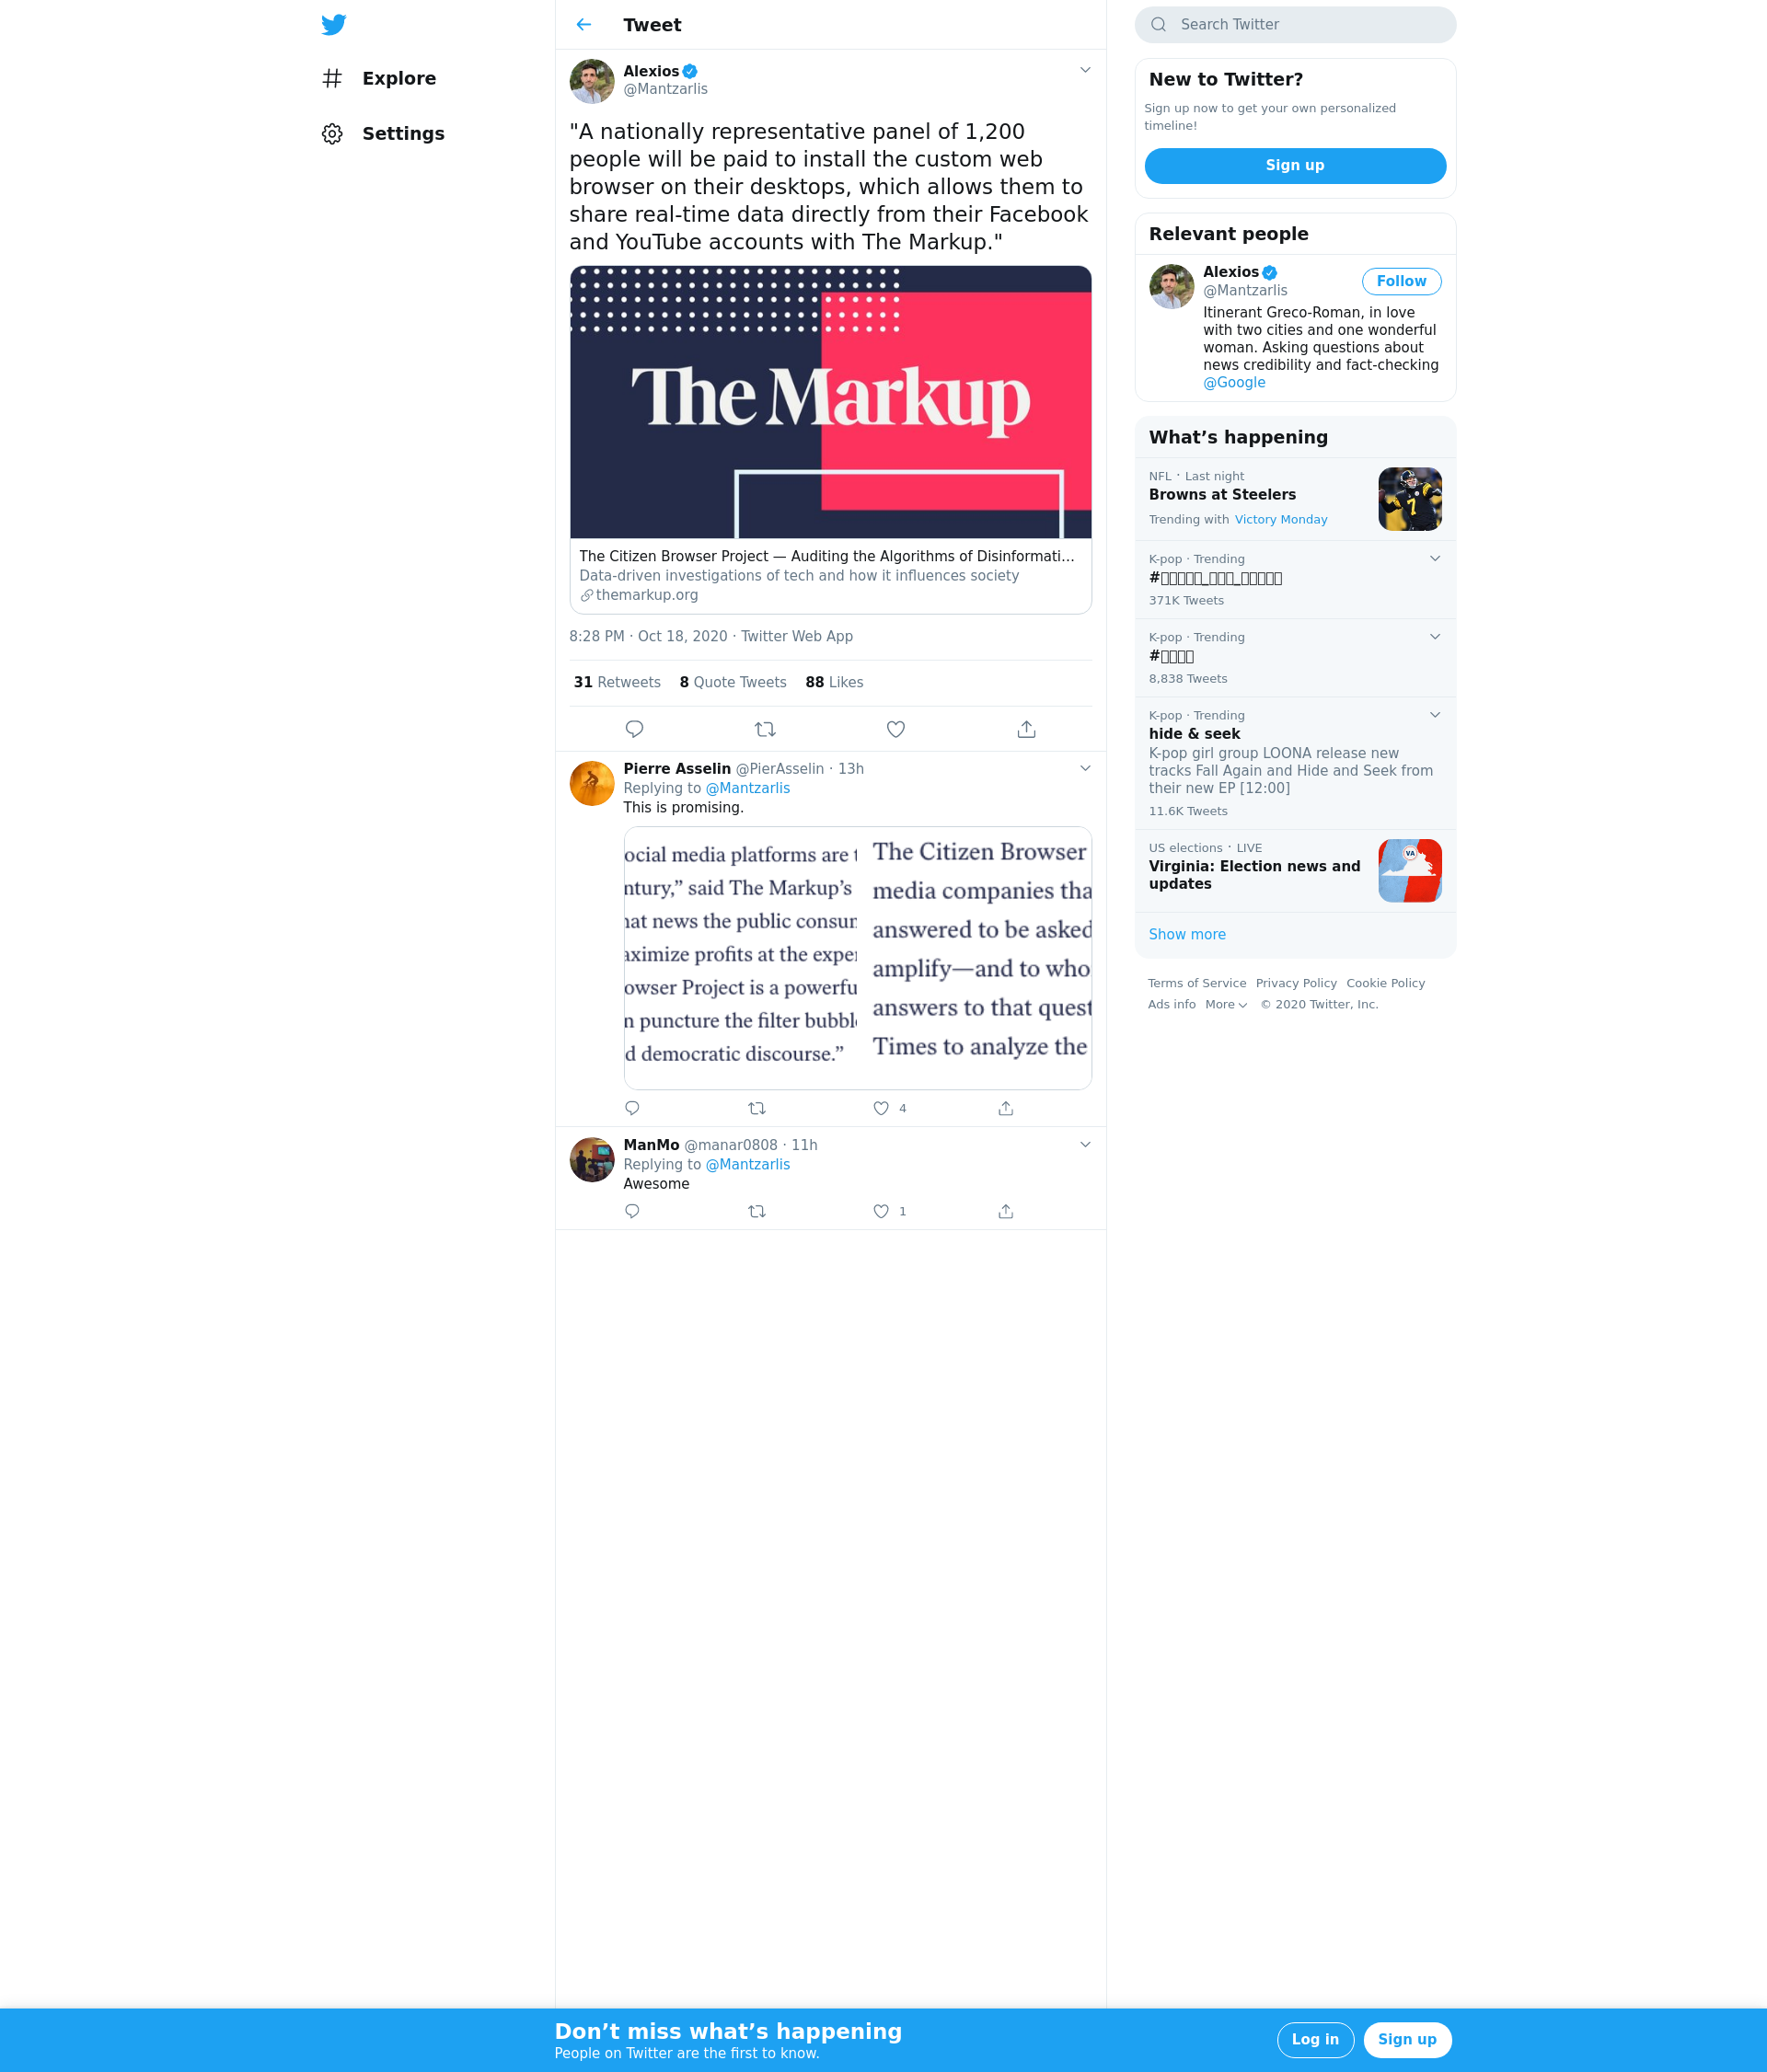 Explore
Settings
Tweet
Alexios
@Mantzarlis
"A nationally representative panel of 1,200
people will be paid to install the custom web
browser on their desktops, which allows them to
share real-time data directly from their Facebook
and YouTube accounts with The Markup."
The Markup
The Citizen Browser Project — Auditing the Algorithms of Disinformati...
Data-driven investigations of tech and how it influences society
themarkup.org
8:28 PM · Oct 18, 2020 · Twitter Web App
31 Retweets 8 Quote Tweets 88 Likes
Pierre Asselin @PierAsselin · 13h
Replying to @Mantzarlis
This is promising.
ocial media platforms are t
ntury,” said The Markup’s
hat news the public consum
aximize profits at the exper
owser Project is a powerfu
n puncture the filter bubble
d democratic discourse.”
The Citizen Browser
media companies tha
answered to be asked
amplify—and to who
answers to that quest
Times to analyze the
4
ManMo @manar0808 · 11h
Replying to @Mantzarlis
Awesome
1
Search Twitter
New to Twitter?
Sign up now to get your own personalized
timeline!
Sign up
Relevant people
Alexios
@Mantzarlis
Follow
Itinerant Greco-Roman, in love
with two cities and one wonderful
woman. Asking questions about
news credibility and fact-checking
@Google
What’s happening
NFL · Last night
Browns at Steelers
Trending with Victory Monday
7
K-pop · Trending
371K Tweets
K-pop · Trending
8,838 Tweets
K-pop · Trending
hide & seek
K-pop girl group LOONA release new
tracks Fall Again and Hide and Seek from
their new EP [12:00]
11.6K Tweets
US elections · LIVE
Virginia: Election news and
updates
VA
Show more
Terms of Service Privacy Policy Cookie Policy
Ads info More © 2020 Twitter, Inc.
Don’t miss what’s happening
People on Twitter are the first to know.
Log in
Sign up